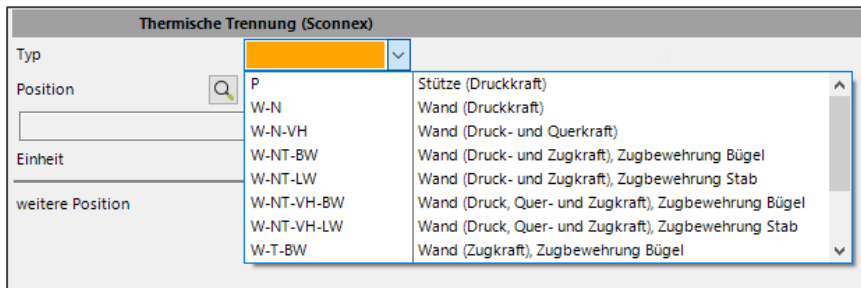 Thermische Trennung (Sconnex)
Typ
Position
P Stütze (Druckkraft)
W-N Wand (Druckkraft)
W-N-VH Wand (Druck- und Querkraft)
Einheit
W-NT-BW Wand (Druck- und Zugkraft), Zugbewehrung Bügel
W-NT-LW Wand (Druck- und Zugkraft), Zugbewehrung Stab
weitere Position
W-NT-VH-BW Wand (Druck, Quer- und Zugkraft), Zugbewehrung Bügel
W-NT-VH-LW Wand (Druck, Quer- und Zugkraft), Zugbewehrung Stab
W-T-BW Wand (Zugkraft), Zugbewehrung Bügel